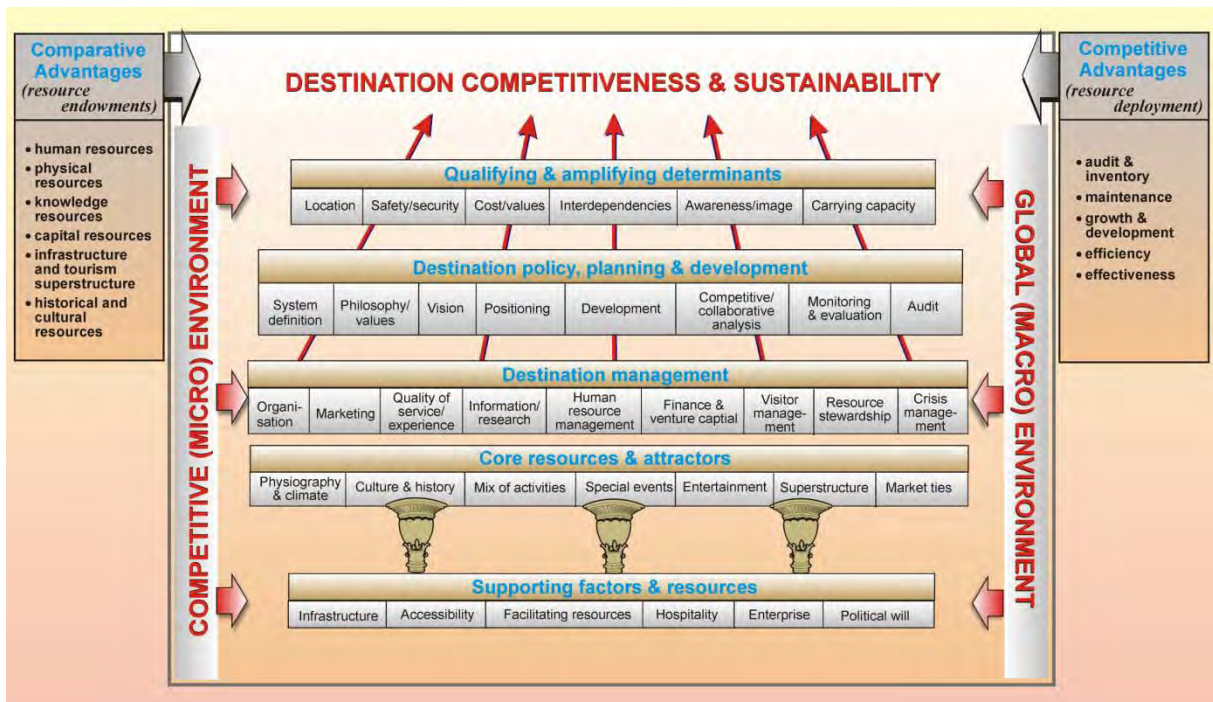 Comparative
Advantages
(resource
endowments)
• human resources
• physical
resources
• knowledge
resources
• capital resources
• infrastructure
and tourism
superstructure
• historical and
cultural
resources
COMPETITIVE (MICRO) ENVIRONMENT
DESTINATION COMPETITIVENESS & SUSTAINABILITY
Qualifying & amplifying determinants
Location
Safety/security
Cost/values
Interdependencies
Awareness/image
Carrying capacity
Destination policy, planning & development
System
definition
Philosophy/
values
Vision
Positioning
Development
Competitive/
collaborative
analysis
Monitoring
& evaluation
Audit
Destination management
Organi-
sation
Marketing
Quality of
service/
experience
Information/
research
Human
resource
management
Finance &
venture captial
Visitor
manage-
ment
Resource
stewardship
Crisis
manage-
ment
Core resources & attractors
Physiography
& climate
Culture & history
Mix of activities
Special events
Entertainment
Superstructure
Market ties
Supporting factors & resources
Infrastructure
Accessibility
Facilitating resources
Hospitality
Enterprise
Political will
GLOBAL (MACRO) ENVIRONMENT
Competitive
Advantages
(resource
deployment)
• audit &
inventory
• maintenance
• growth &
development
• efficiency
• effectiveness